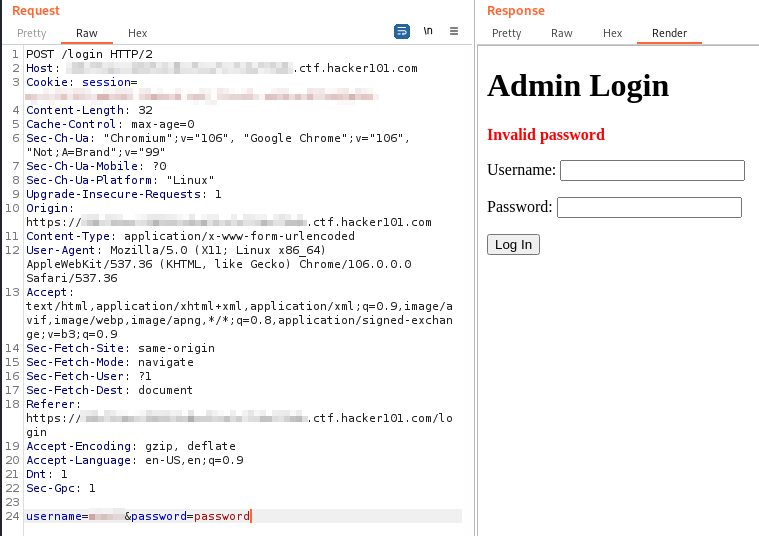 Request
Pretty Raw Hex
\n
1 POST /login HTTP/2
2 Host: .ctf.hacker101.com
3 Cookie: session=
4 Content-Length: 32
5 Cache-Control: max-age=0
6 Sec-Ch-Ua: "Chromium";v="106", "Google Chrome";v="106",
"Not;A=Brand";v="99"
7 Sec-Ch-Ua-Mobile: ?0
8 Sec-Ch-Ua-Platform: "Linux"
9 Upgrade-Insecure-Requests: 1
10 Origin:
https://.ctf.hacker101.com
11 Content-Type: application/x-www-form-urlencoded
12 User-Agent: Mozilla/5.0 (X11; Linux x86_64)
AppleWebKit/537.36 (KHTML, like Gecko) Chrome/106.0.0.0
Safari/537.36
13 Accept:
text/html,application/xhtml+xml,application/xml;q=0.9,image/a
vif,image/webp,image/apng,*/*;q=0.8,application/signed-exchan
ge;v=b3;q=0.9
14 Sec-Fetch-Site: same-origin
15 Sec-Fetch-Mode: navigate
16 Sec-Fetch-User: ?1
17 Sec-Fetch-Dest: document
18 Referer:
https://.ctf.hacker101.com/lo
gin
19 Accept-Encoding: gzip, deflate
20 Accept-Language: en-US,en;q=0.9
21 Dnt: 1
22 Sec-Gpc: 1
23
24 username=&password=password
Response
Pretty Raw Hex Render
Admin Login
Invalid password
Username:
Password:
Log In